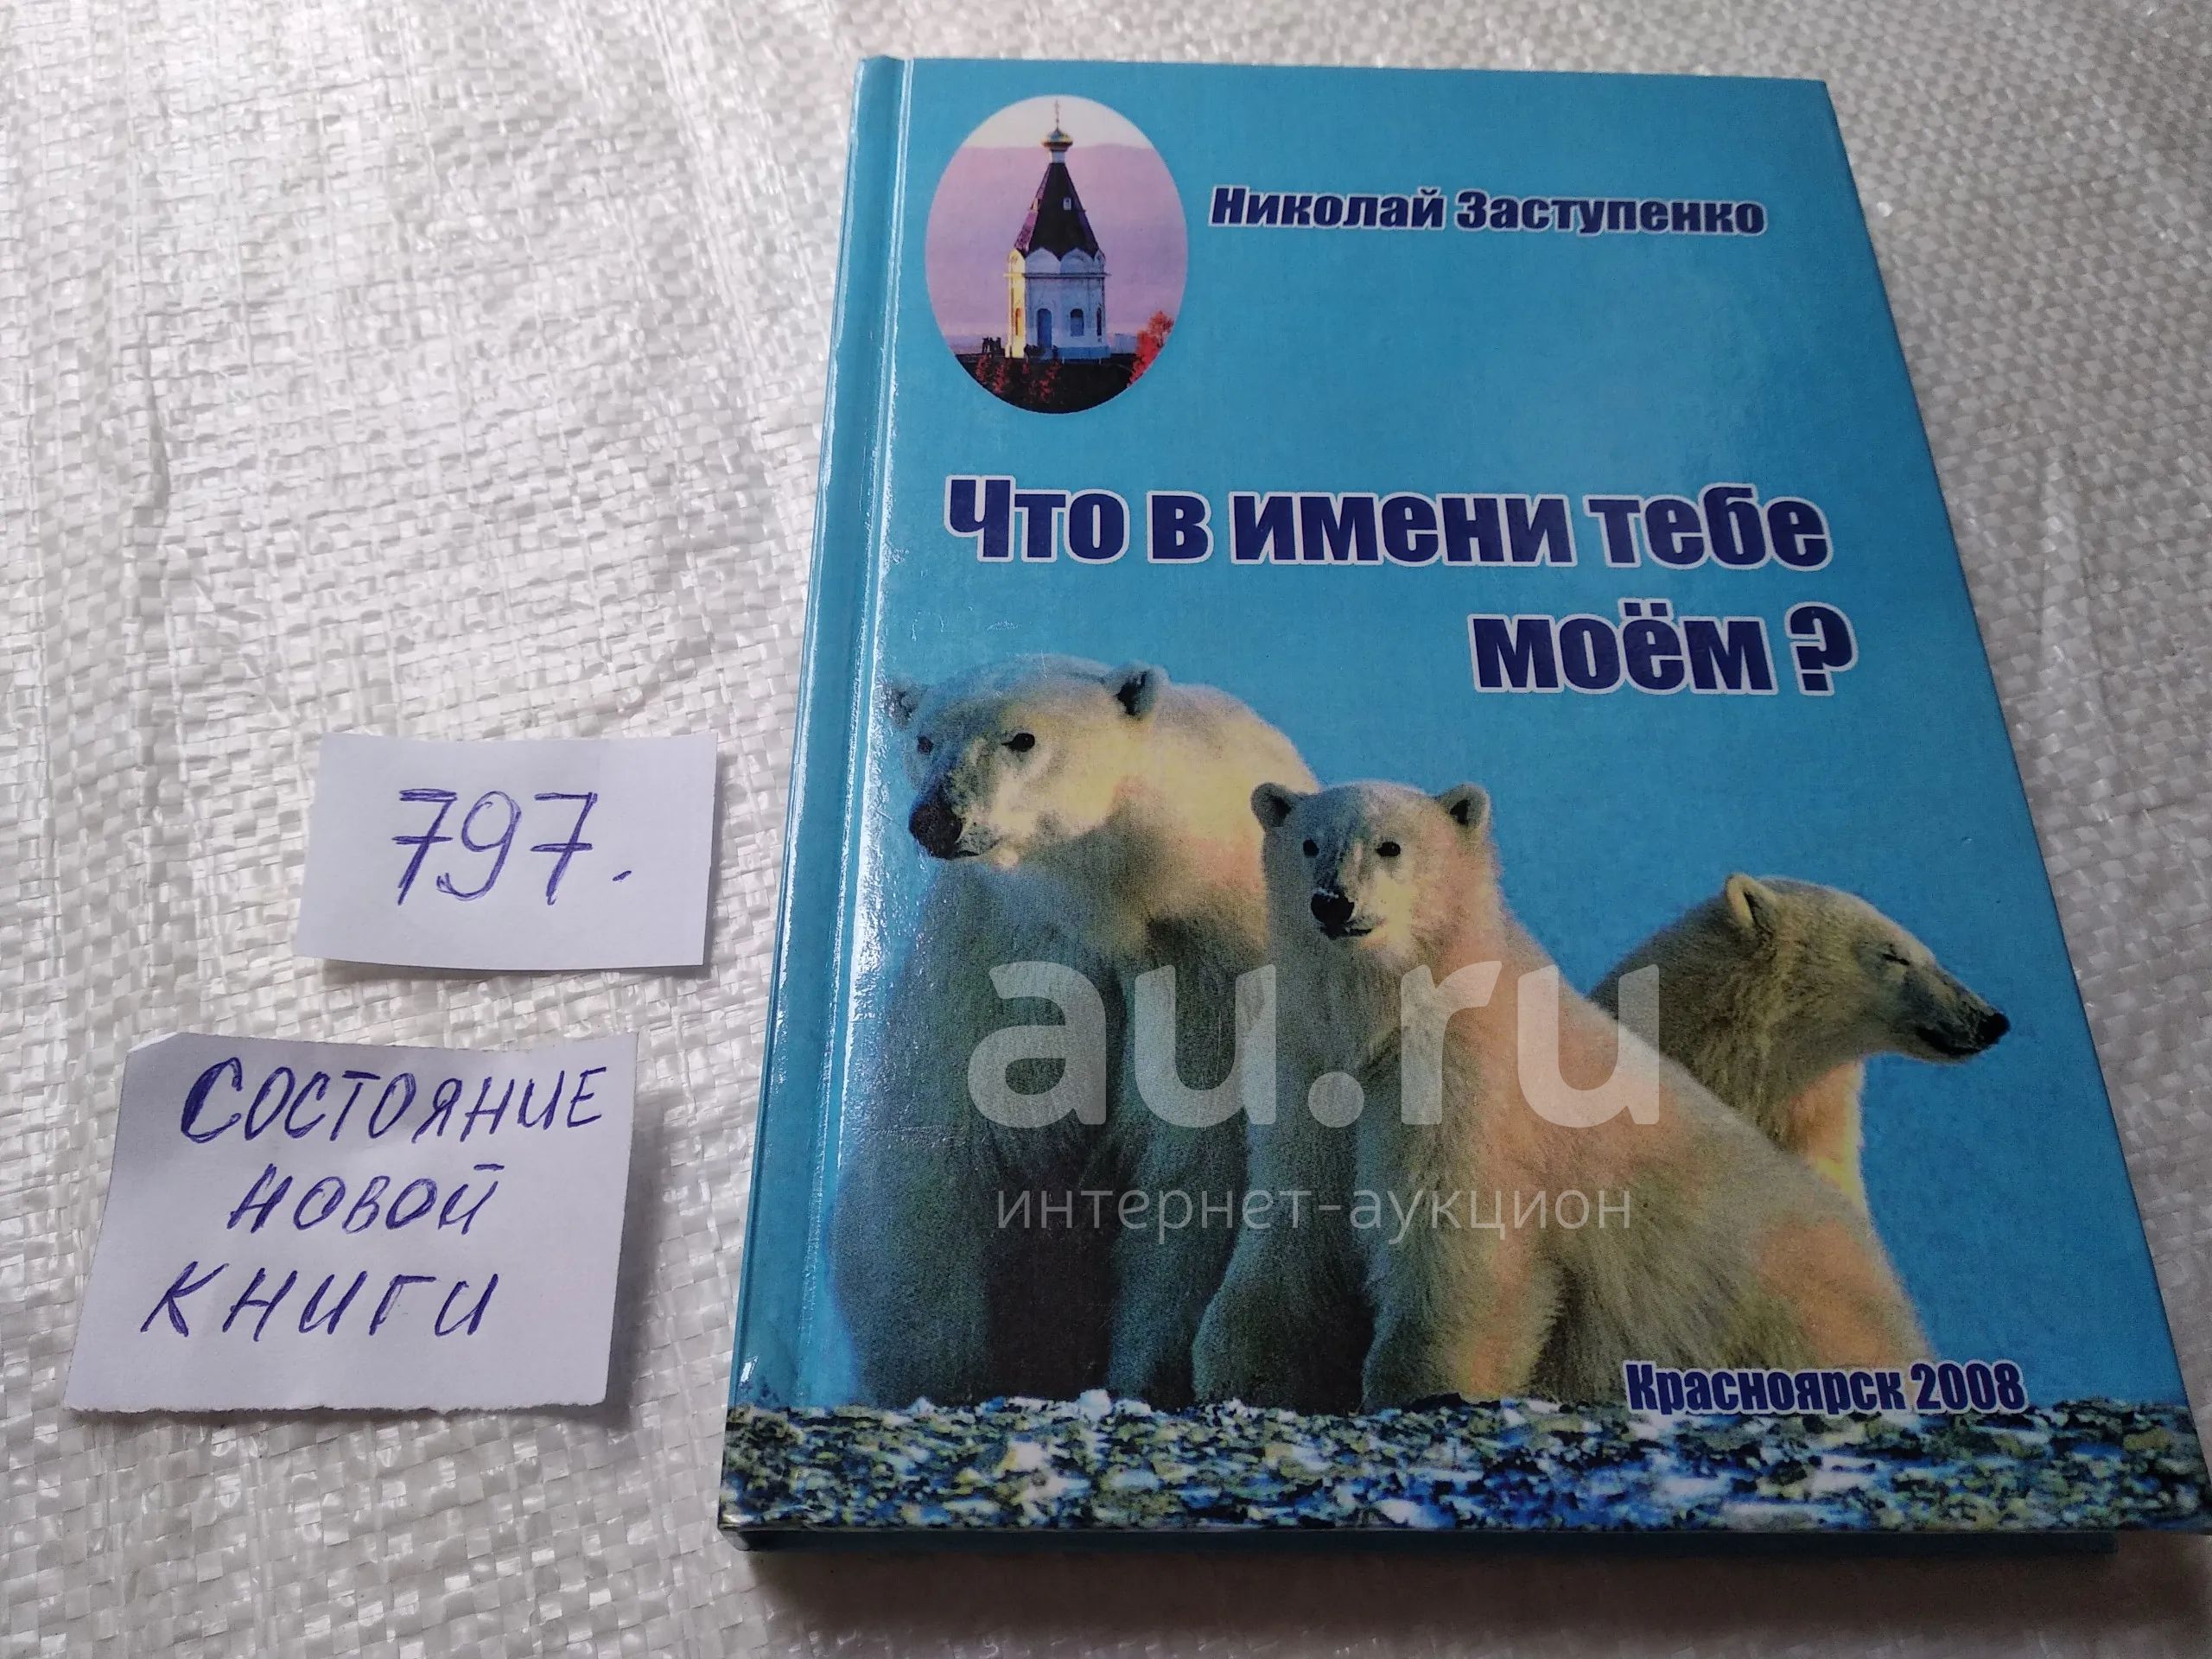 Николай Заступенко
Что в имени тебе
моём ?
797.
СОСТОЯНИЕ
НОВОЙ
КНИГИ
au.ru
интернет-аукцион
Красноярск 2008